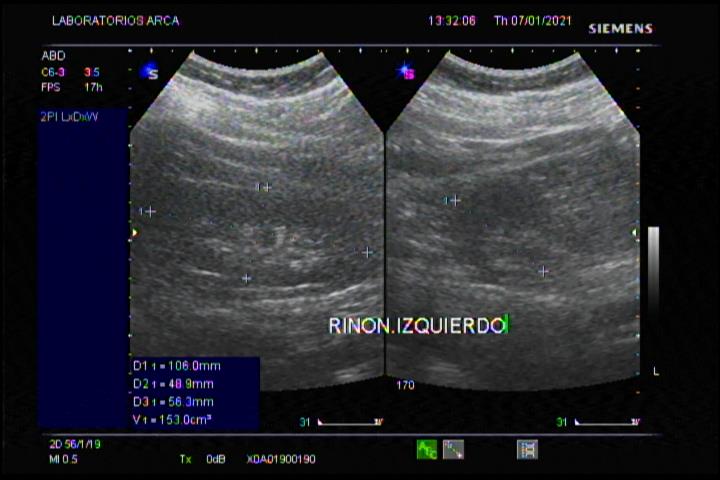 LABORATORIOS ARCA
13:32:06 Th 07/01/2021
SIEMENS
ABD
C6-3 3.5
FPS 17h
2PI LxDxW
S
S
RINON.IZQUIERDO
D1 1 = 106.0mm
D2 1 = 48.9mm
D3 1 = 56.3mm
V 1 = 153.0cm³
170
L
31
31
2D 56/1/19
MI 0.5
Tx 0dB XDA01900190